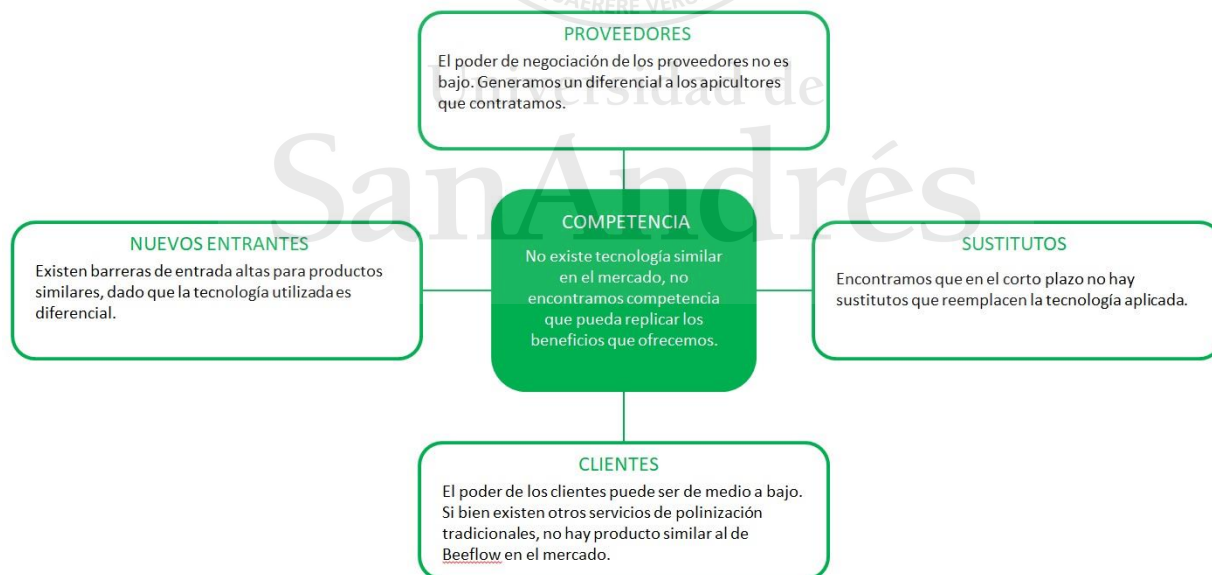 QUAERERE VERUM
PROVEEDORES
El poder de negociación de los proveedores no es
bajo. Generamos un diferencial a los apicultores
que contratamos.
Universidad de
SanAndrés
NUEVOS ENTRANTES
Existen barreras de entrada altas para productos
similares, dado que la tecnología utilizada es
diferencial.
COMPETENCIA
No existe tecnología similar
en el mercado, no
encontramos competencia
que pueda replicar los
beneficios que ofrecemos.
SUSTITUTOS
Encontramos que en el corto plazo no hay
sustitutos que reemplacen la tecnología aplicada.
CLIENTES
El poder de los clientes puede ser de medio a bajo.
Si bien existen otros servicios de polinización
tradicionales, no hay producto similar al de
Beeflow en el mercado.